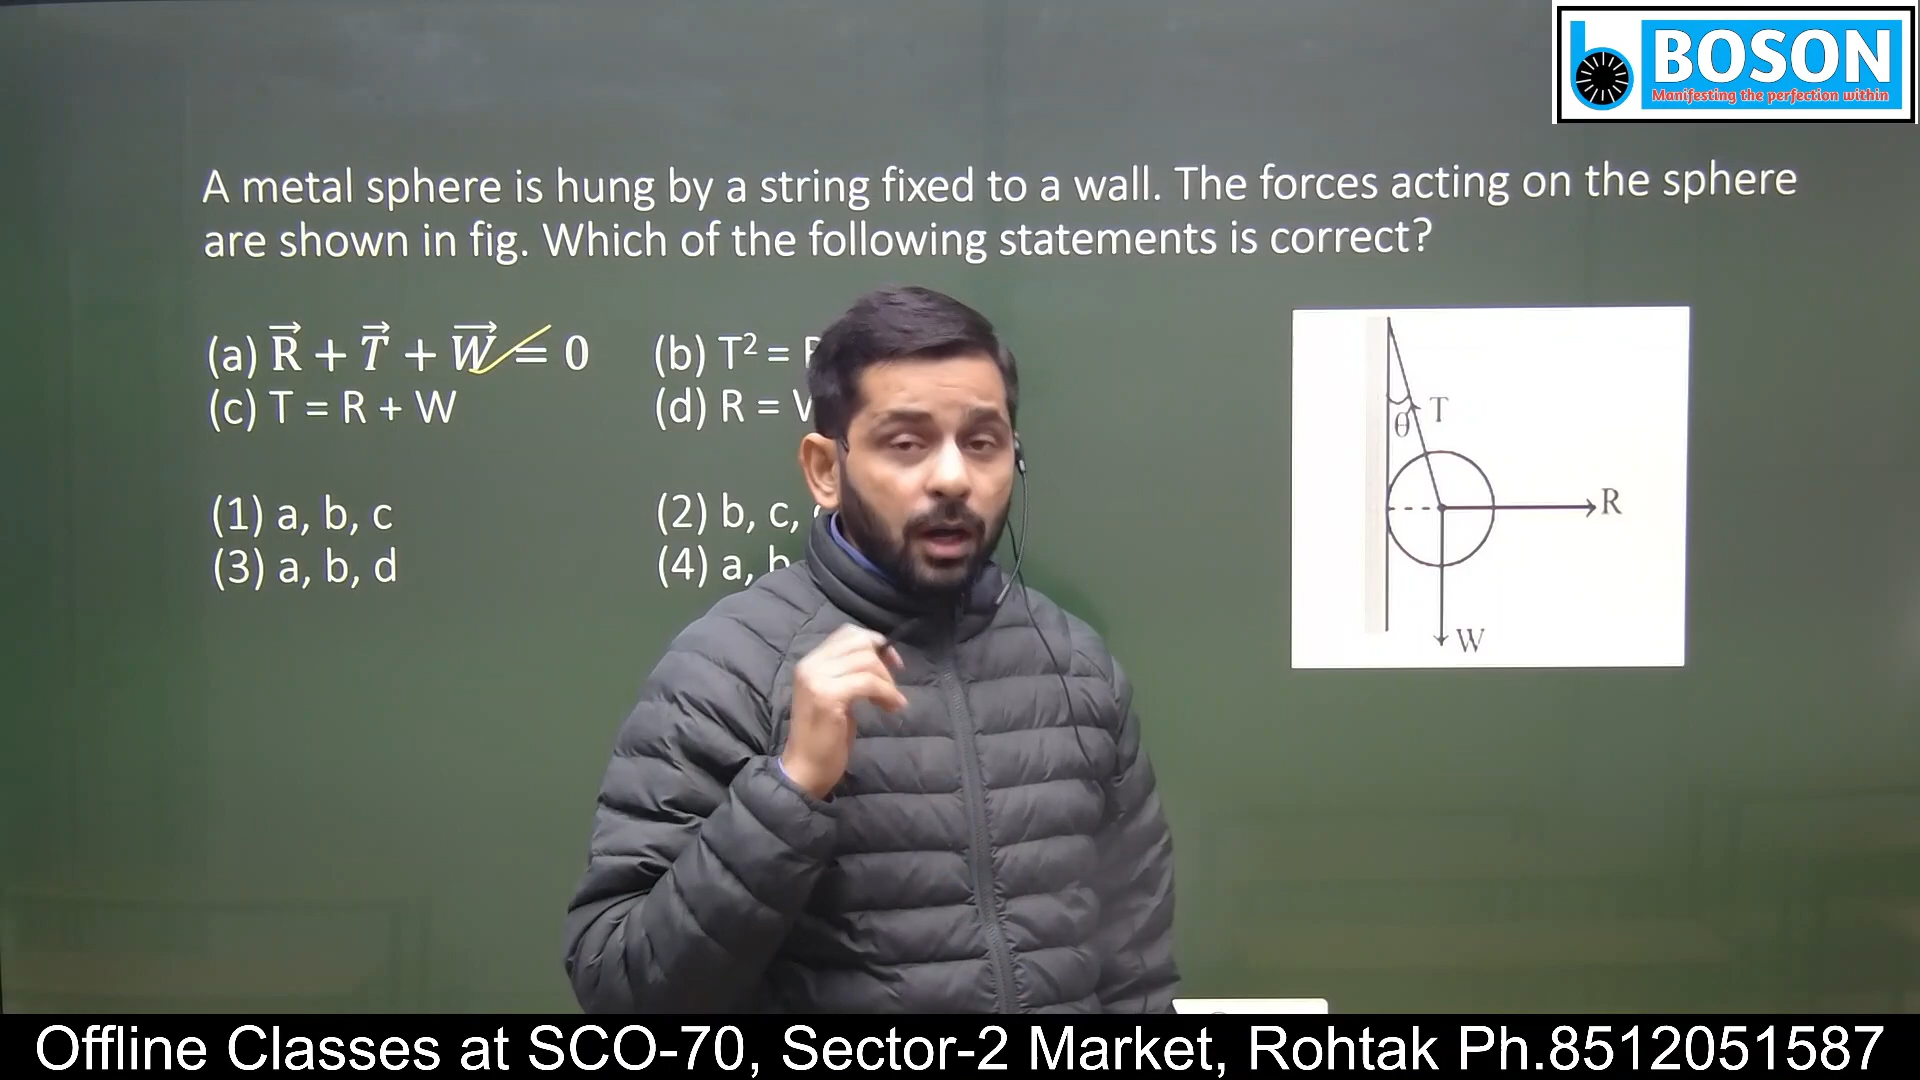 BOSON
Manifesting the perfection within
A metal sphere is hung by a string fixed to a wall. The forces acting on the sphere
are shown in fig. Which of the following statements is correct?
(a) R⃗ + T⃗ + W⃗ = 0 (b) T² =
(c) T = R + W (d) R =
(1) a, b, c (2) b, c,
(3) a, b, d (4) a,
θ T
R
W
Offline Classes at SCO-70, Sector-2 Market, Rohtak Ph.8512051587